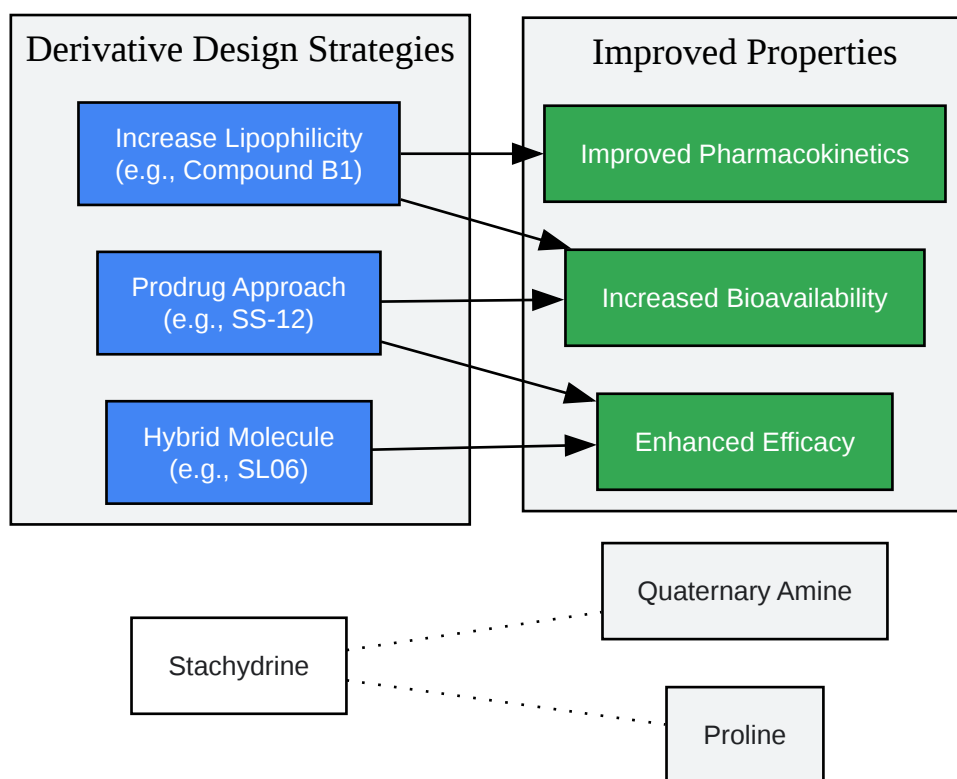 Derivative Design Strategies
Increase Lipophilicity
(e.g., Compound B1)
Prodrug Approach
(e.g., SS-12)
Hybrid Molecule
(e.g., SL06)
Improved Properties
Improved Pharmacokinetics
Increased Bioavailability
Enhanced Efficacy
Stachydrine
Quaternary Amine
Proline